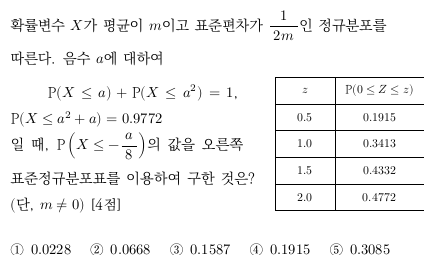 확률변수 X가 평균이 m이고 표준편차가 1/(2m)인 정규분포를
따른다. 음수 a에 대하여
P(X ≤ a) + P(X ≤ a²) = 1,
P(X ≤ a² + a) = 0.9772
일 때, P(X ≤ −a/8)의 값을 오른쪽
표준정규분포표를 이용하여 구한 것은?
(단, m ≠ 0) [4점]
z P(0 ≤ Z ≤ z)
0.5 0.1915
1.0 0.3413
1.5 0.4332
2.0 0.4772
① 0.0228 ② 0.0668 ③ 0.1587 ④ 0.1915 ⑤ 0.3085